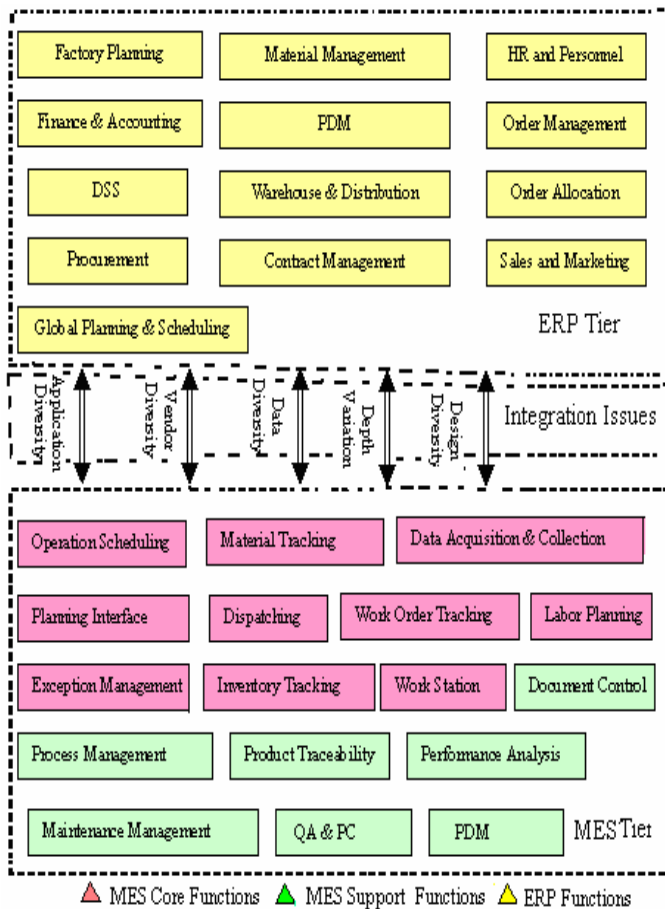 Factory Planning
Material Management
HR and Personnel
Finance & Accounting
PDM
Order Management
DSS
Warehouse & Distribution
Order Allocation
Procurement
Contract Management
Sales and Marketing
Global Planning & Scheduling
ERP Tier
Application
Diversity
Vendor
Diversity
Data
Diversity
Depth
Variation
Design
Diversity
Integration Issues
Operation Scheduling
Material Tracking
Data Acquisition & Collection
Planning Interface
Dispatching
Work Order Tracking
Labor Planning
Exception Management
Inventory Tracking
Work Station
Document Control
Process Management
Product Traceability
Performance Analysis
Maintenance Management
QA & PC
PDM
MES Tier
MES Core Functions
MES Support Functions
ERP Functions